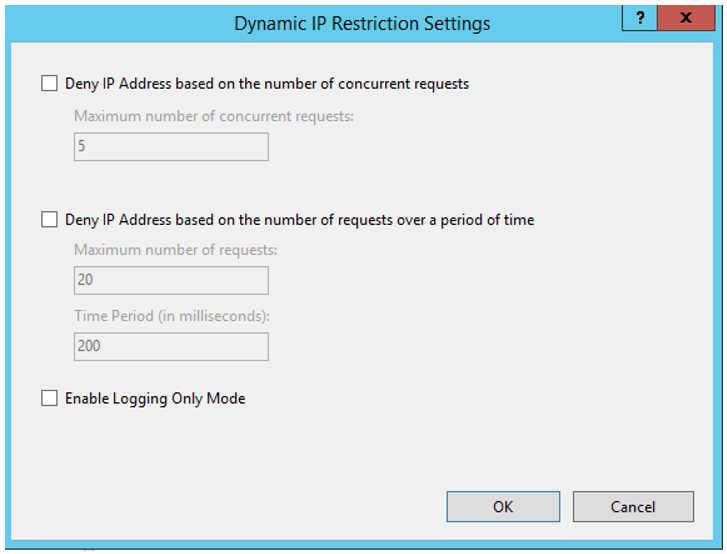 Dynamic IP Restriction Settings
? x
Deny IP Address based on the number of concurrent requests
Maximum number of concurrent requests:
5
Deny IP Address based on the number of requests over a period of time
Maximum number of requests:
20
Time Period (in milliseconds):
200
Enable Logging Only Mode
OK Cancel